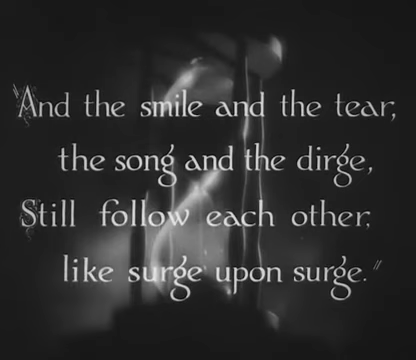 "And the smile and the tear,
the song and the dirge,
Still follow each other,
like surge upon surge."